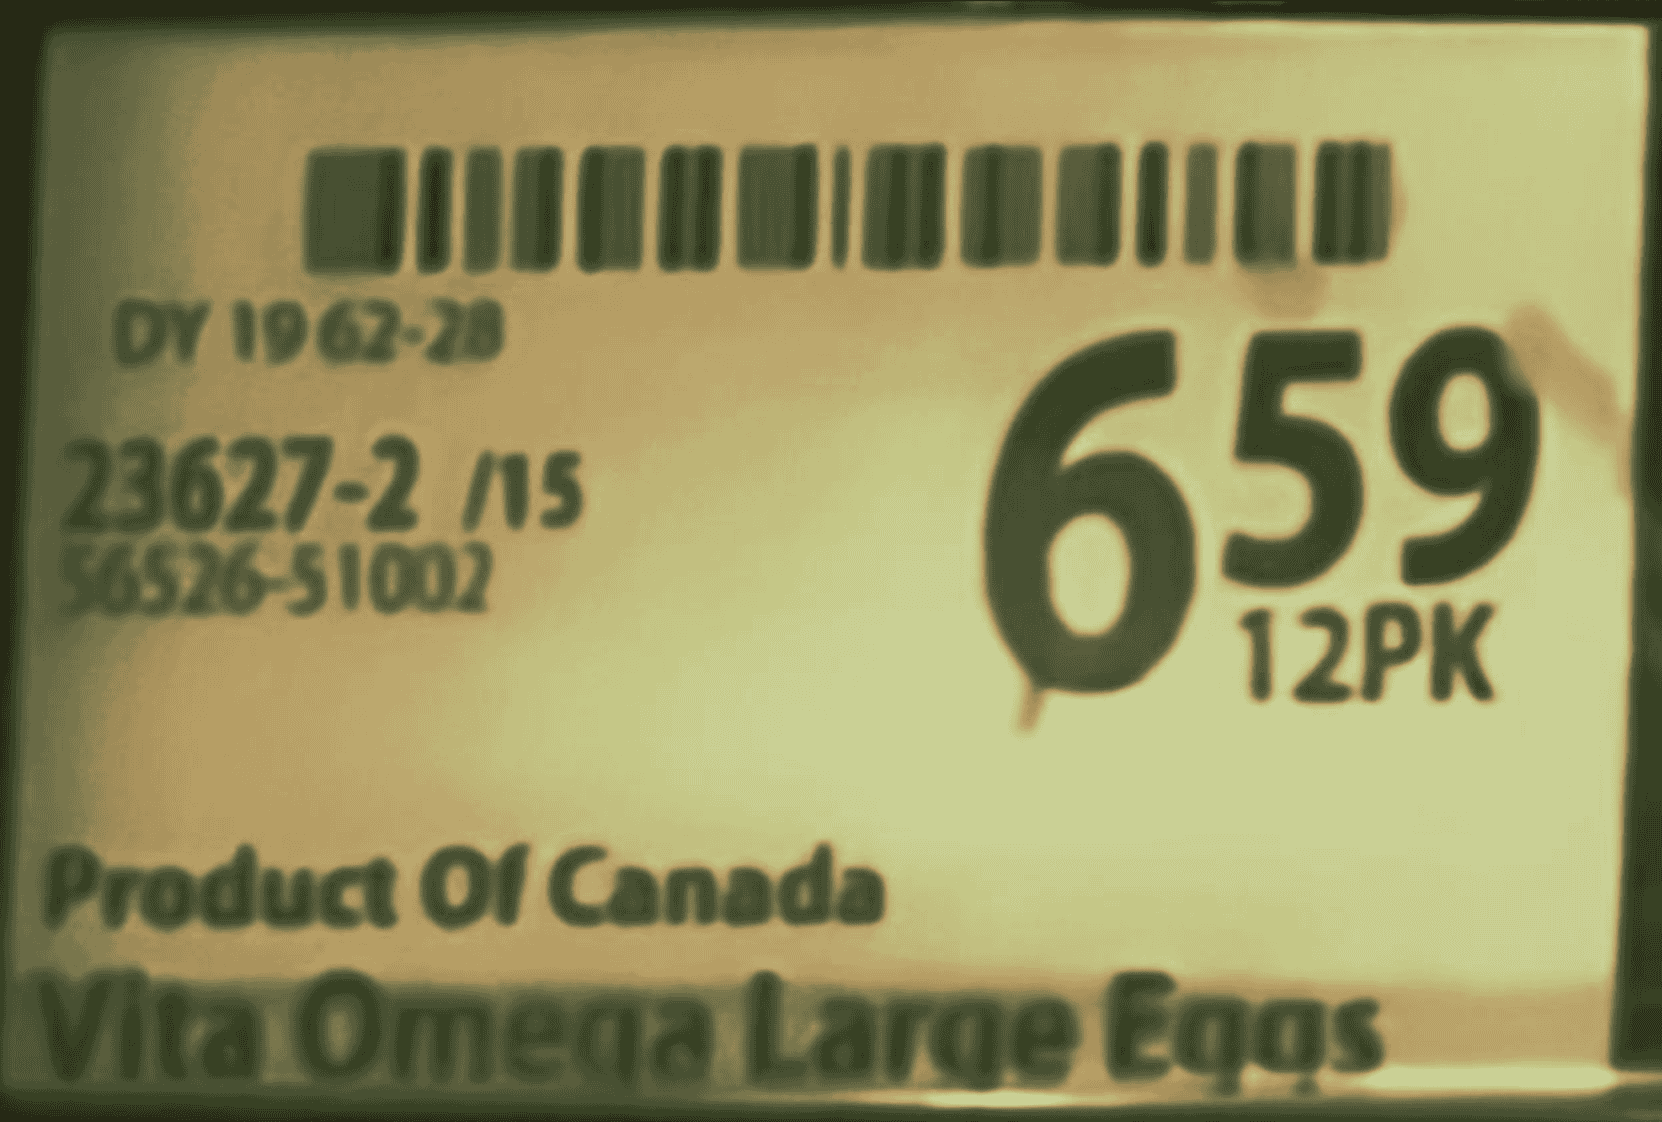 DY 1962-28
659
23627-2 /15
56526-51002
12PK
Product Of Canada
Vita Omega Large Eggs